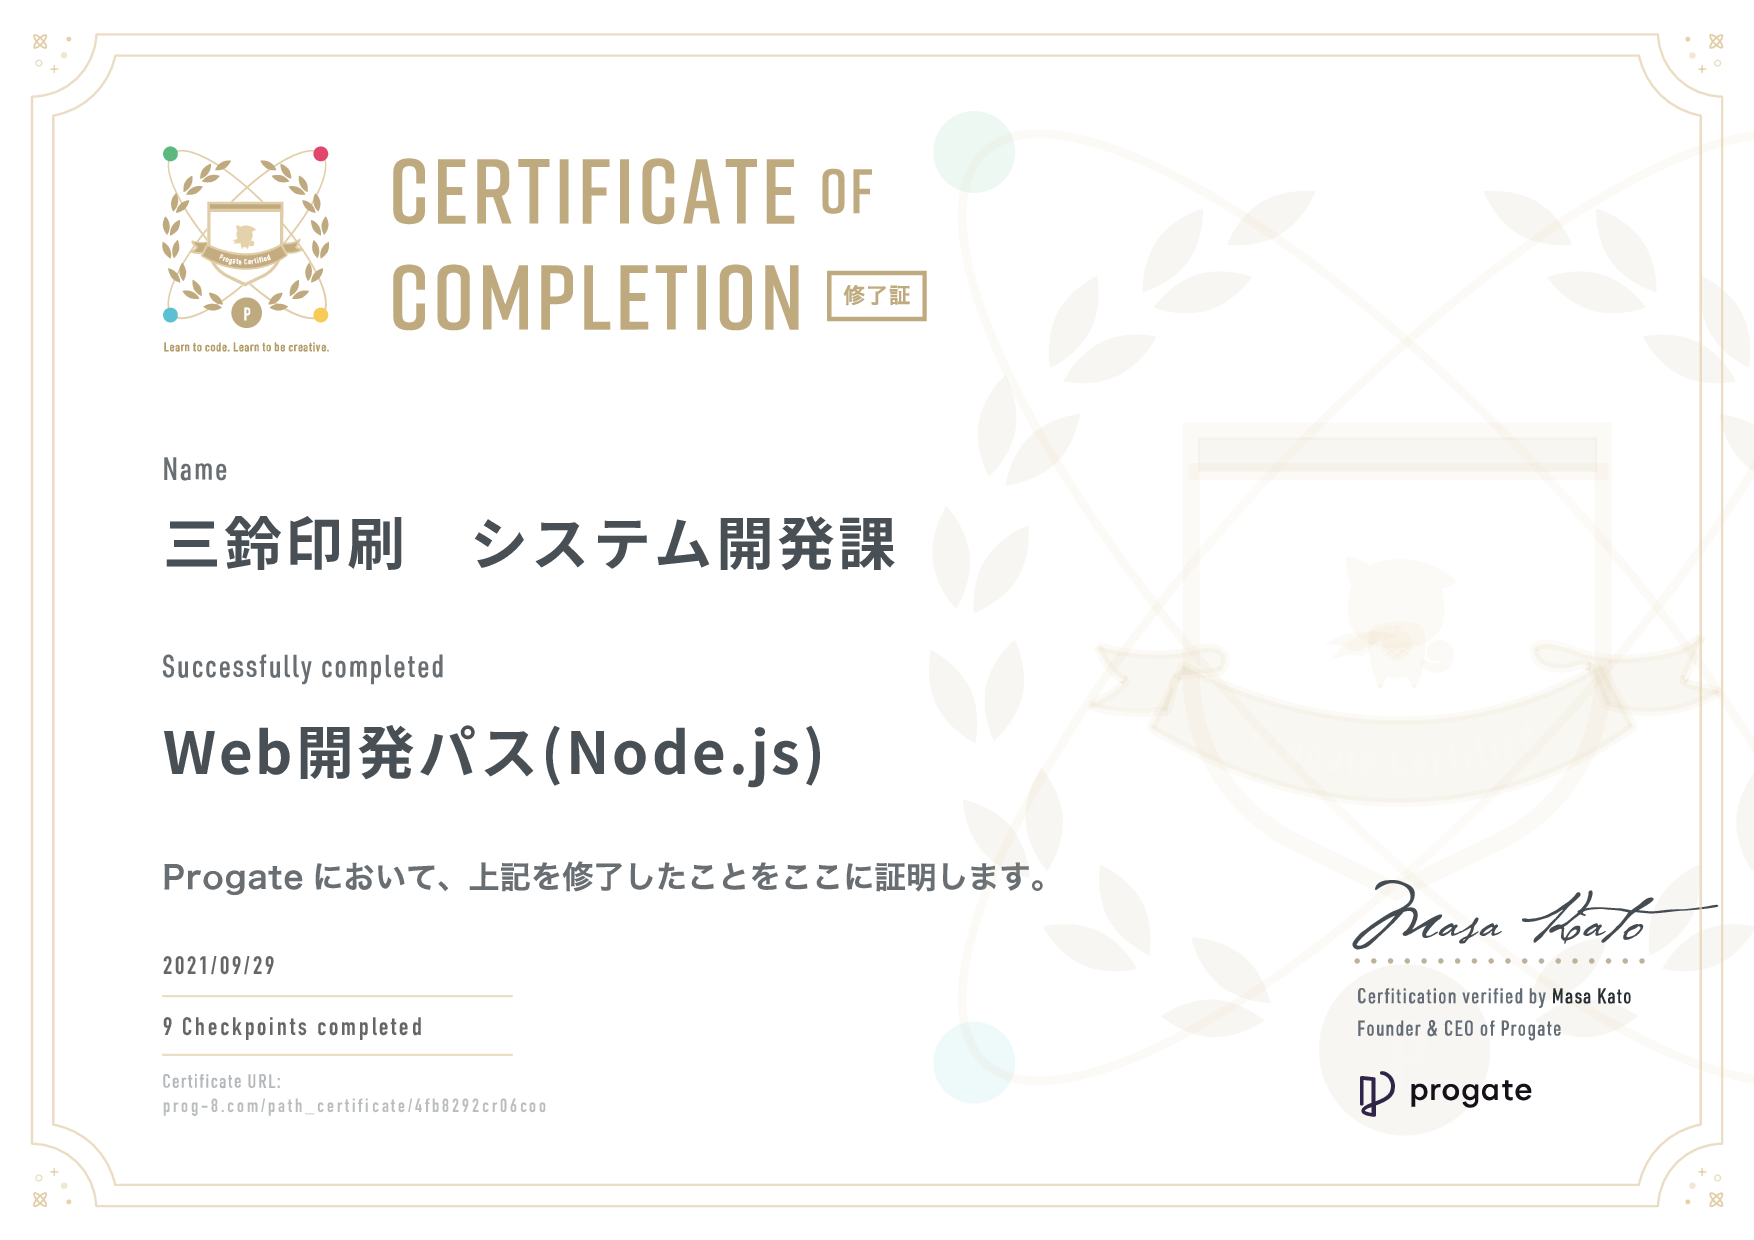 CERTIFICATE OF
COMPLETION 修了証
Progate Certified
P
Learn to code. Learn to be creative.
Name
三鈴印刷　システム開発課
Successfully completed
Web開発パス(Node.js)
Progate において、上記を修了したことをここに証明します。
2021/09/29
9 Checkpoints completed
Certificate URL:
prog-8.com/path_certificate/4fb8292cr06coo
Masa Kato
Cerfitication verified by Masa Kato
Founder & CEO of Progate
progate